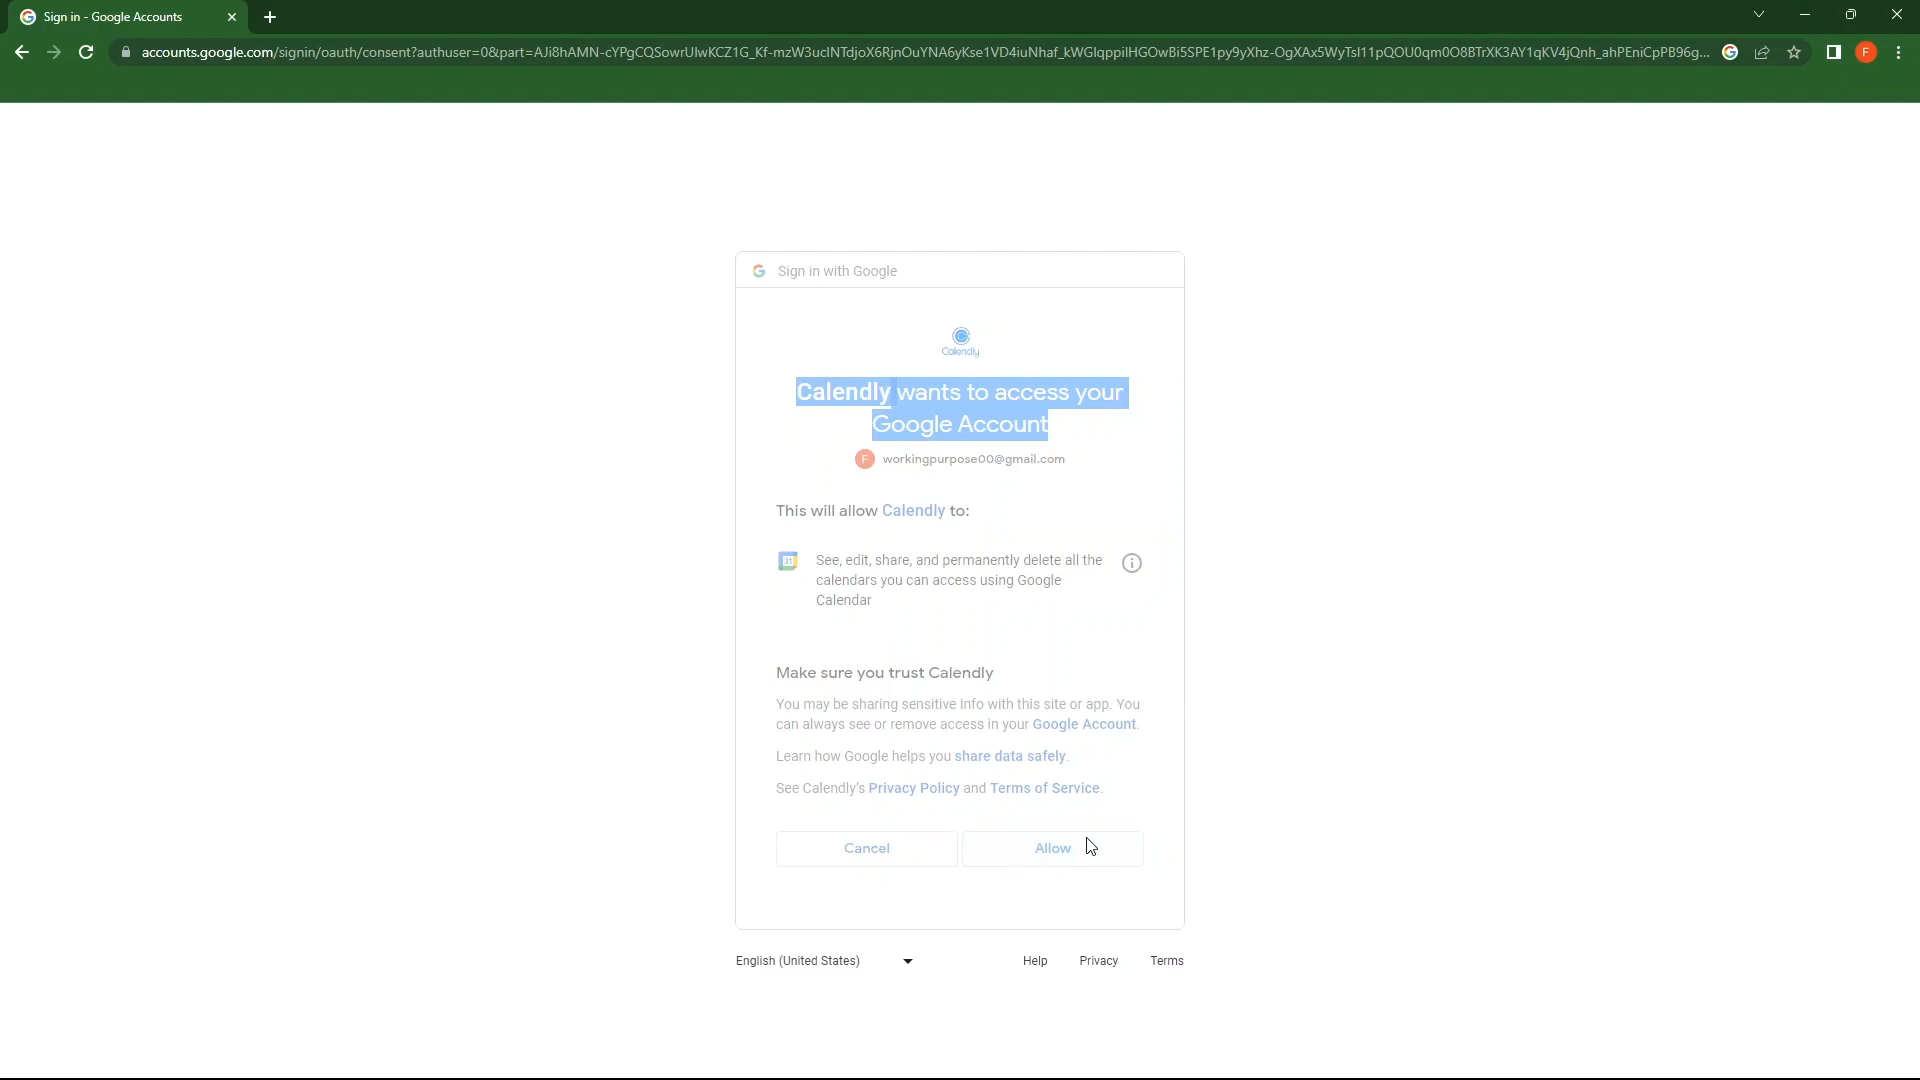 Sign in - Google Accounts
accounts.google.com/signin/oauth/consent?authuser=0&part=
F
Sign in with Google
Calendly
Calendly wants to access your
Google Account
F workingpurpose00@gmail.com
This will allow Calendly to:
31
See, edit, share, and permanently delete all the
calendars you can access using Google
Calendar
Make sure you trust Calendly
You may be sharing sensitive info with this site or app. You
can always see or remove access in your Google Account.
Learn how Google helps you share data safely.
See Calendly's Privacy Policy and Terms of Service.
Cancel Allow
English (United States) Help Privacy Terms